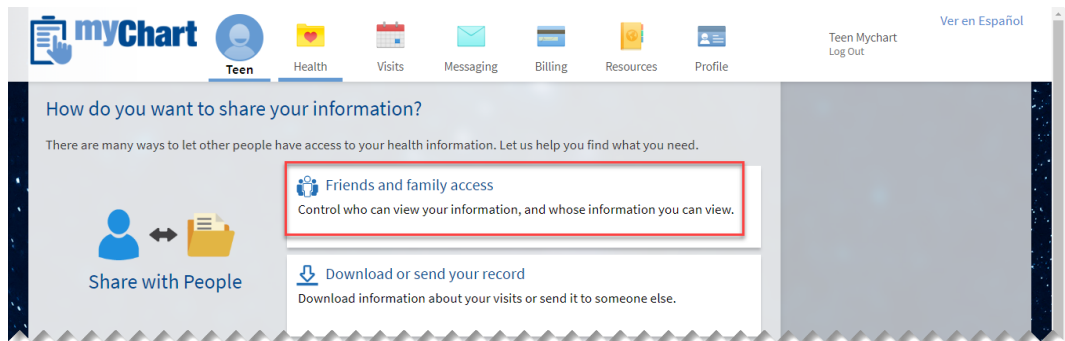 myChart
Teen
Health
Visits
Messaging
Billing
Resources
Profile
Teen Mychart
Log Out
Ver en Español
How do you want to share your information?
There are many ways to let other people have access to your health information. Let us help you find what you need.
Share with People
Friends and family access
Control who can view your information, and whose information you can view.
Download or send your record
Download information about your visits or send it to someone else.